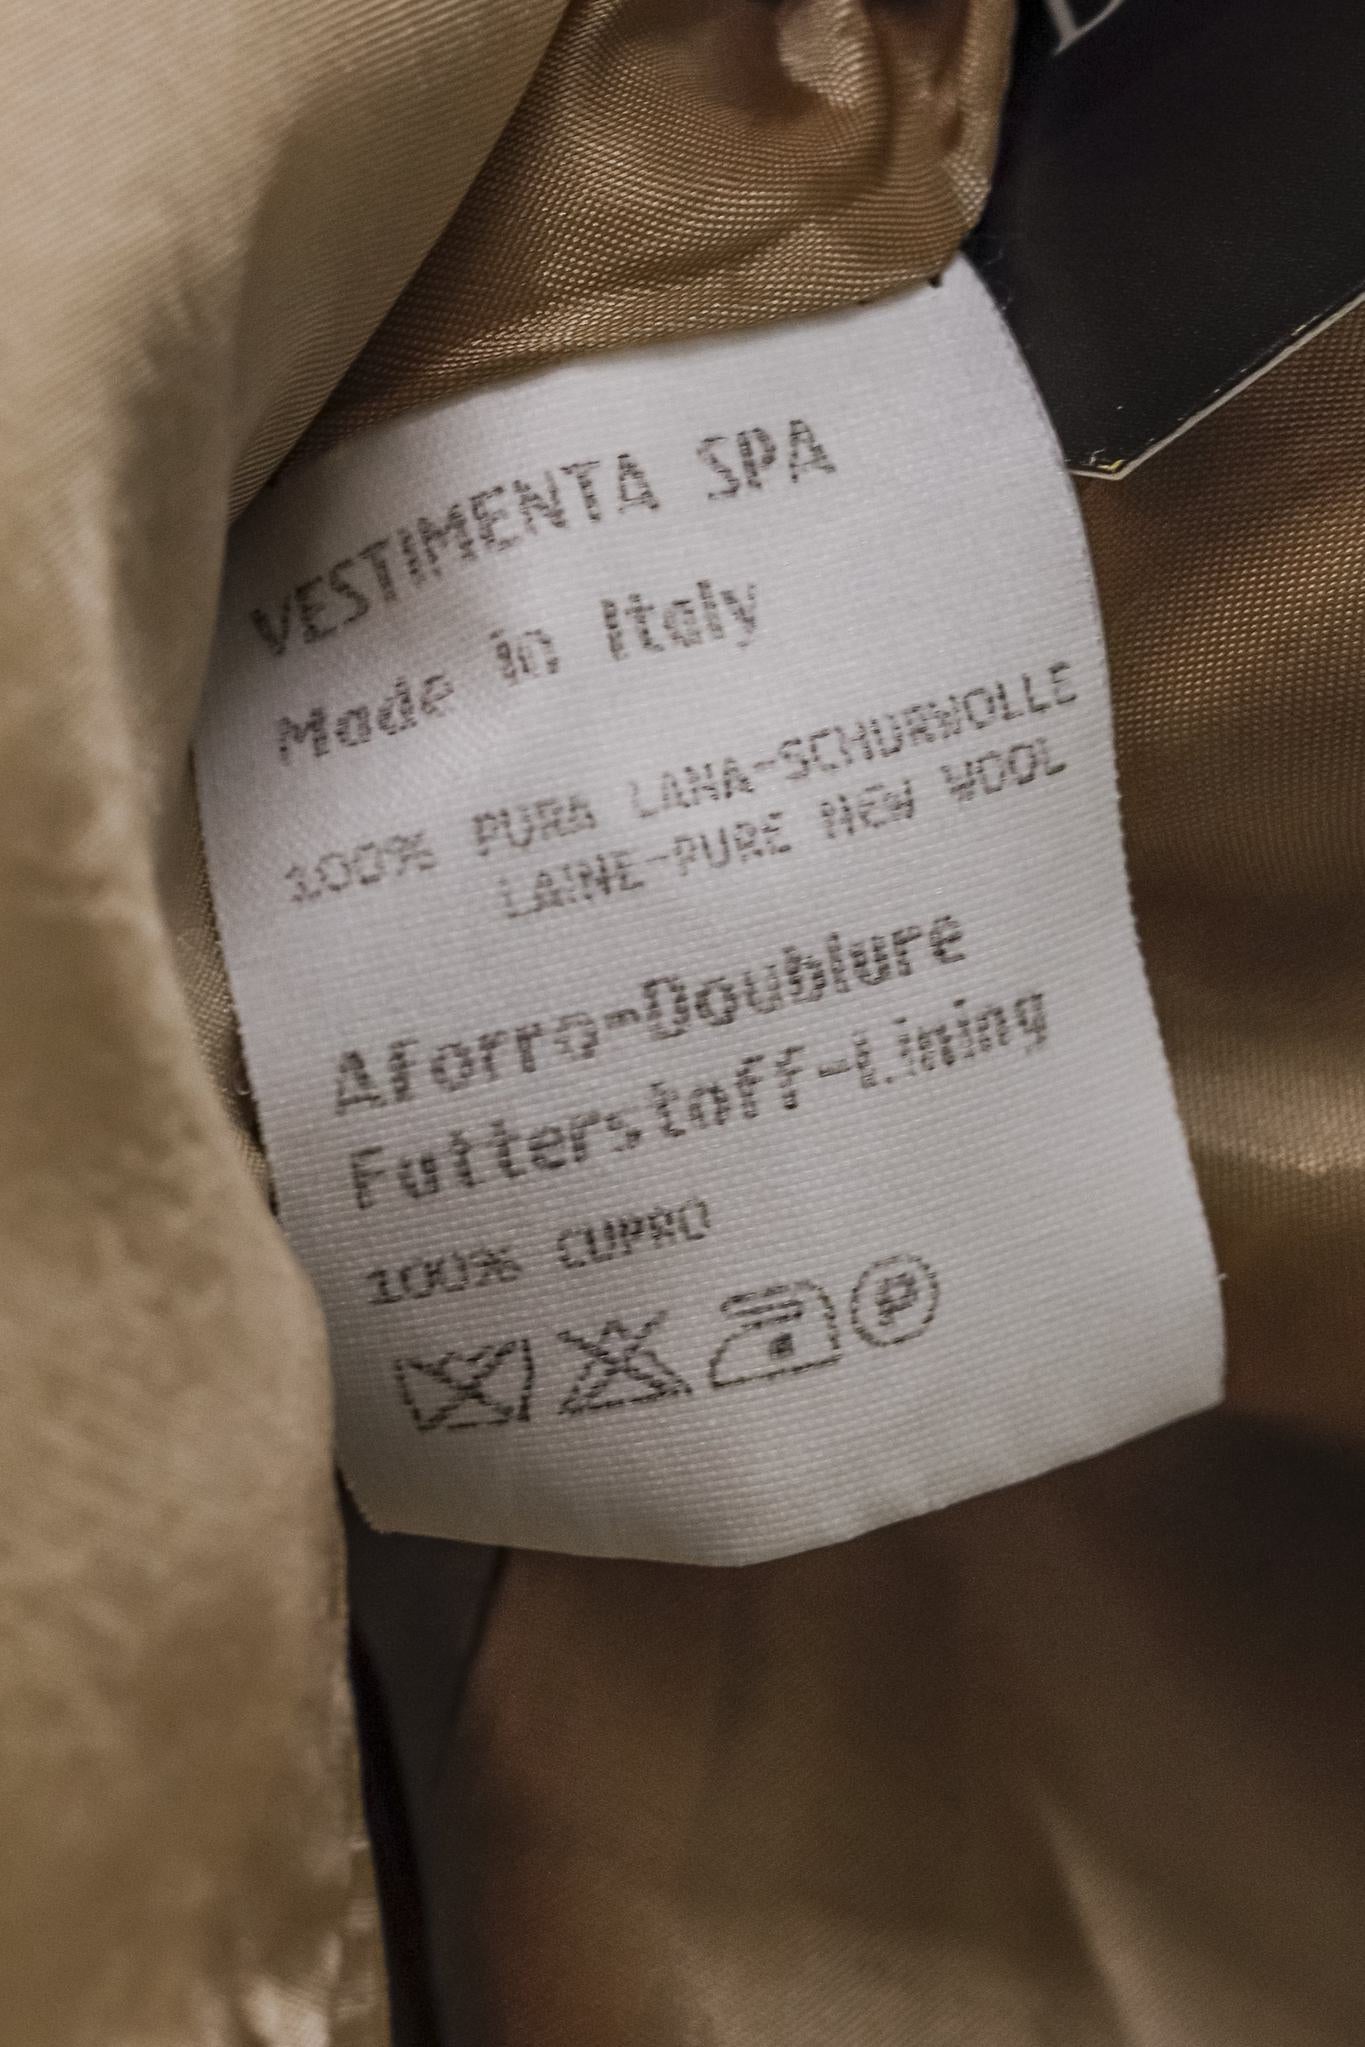 VESTIMENTA SPA
Made in Italy
100% PURA LANA-SCHURWOLLE
LAINE-PURE NEW WOOL
Aforro-Doublure
Futterstoff-Lining
100% CUPRO
P